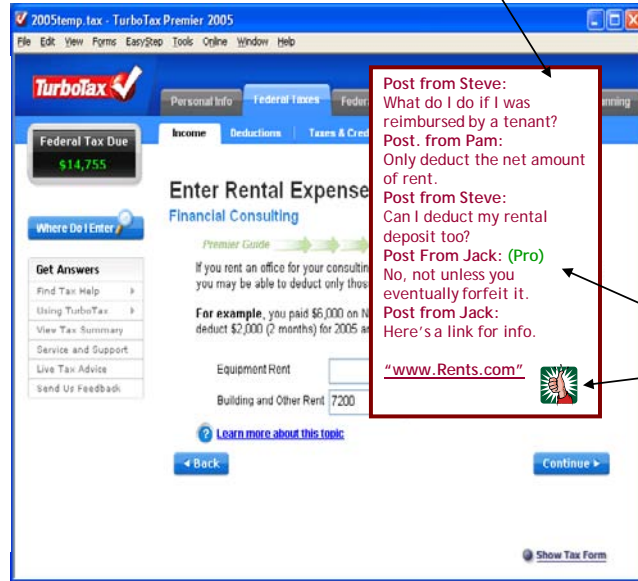 2005temp.tax - TurboTax Premier 2005
File Edit View Forms EasyStep Tools Online Window Help
TurboTax
Personal Info Federal Taxes
Income Deductions
Federal Tax Due
$14,755
Where Do I Enter
Get Answers
Find Tax Help
Using TurboTax
View Tax Summary
Service and Support
Live Tax Advice
Send Us Feedback
Enter Rental Expense
Financial Consulting
Premier Guide
If you rent an office for your
you may be able to deduct only
For example, you paid $6,000 on
deduct $2,000 (2 months) for 2005
Equipment Rent
Building and Other Rent 7200
Learn more about this topic
Back
Continue
Show Tax Form
Post from Steve:
What do I do if I was
reimbursed by a tenant?
Post. from Pam:
Only deduct the net amount
of rent.
Post from Steve:
Can I deduct my rental
deposit too?
Post From Jack: (Pro)
No, not unless you
eventually forfeit it.
Post from Jack:
Here's a link for info.
"www.Rents.com"